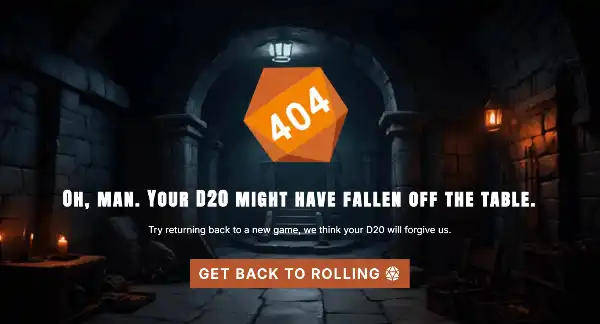 404
Oh, man. Your D20 might have fallen off the table.
Try returning back to a new game, we think your D20 will forgive us.
GET BACK TO ROLLING